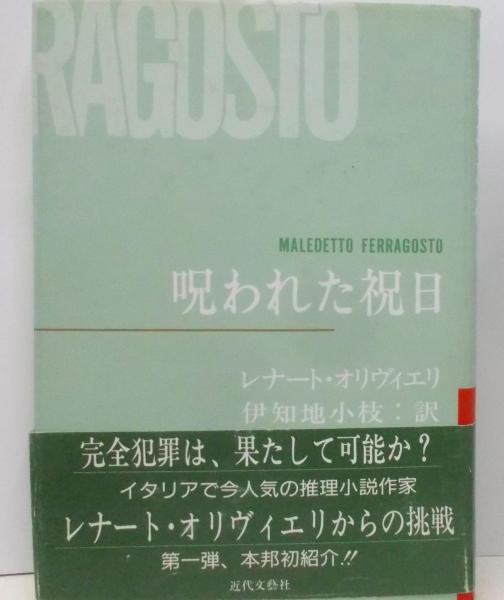 RAGOSTO
MALEDETTO FERRAGOSTO
呪われた祝日
レナート・オリヴィエリ
伊知地小枝：訳
完全犯罪は、果たして可能か？
イタリアで今人気の推理小説作家
レナート・オリヴィエリからの挑戦
第一弾、本邦初紹介!!
近代文藝社